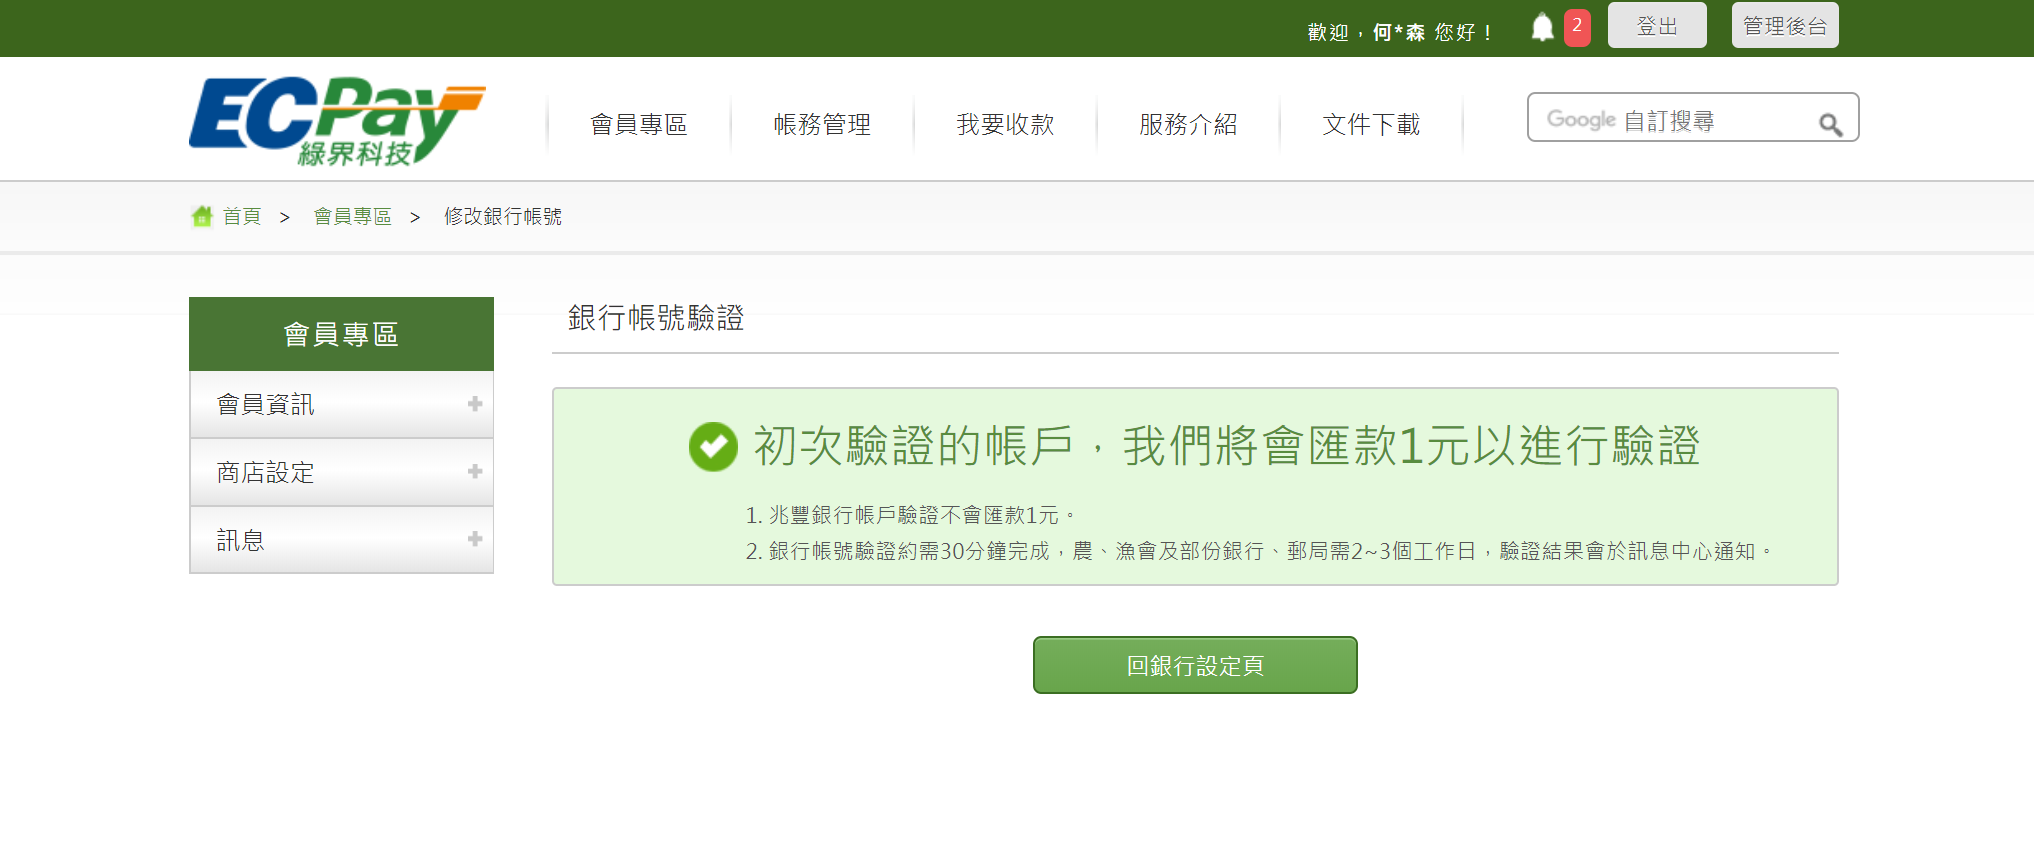 歡迎，何*森 您好！
2
登出
管理後台
ECPay
綠界科技
會員專區
帳務管理
我要收款
服務介紹
文件下載
Google 自訂搜尋
首頁 > 會員專區 > 修改銀行帳號
會員專區
會員資訊
商店設定
訊息
銀行帳號驗證
初次驗證的帳戶，我們將會匯款1元以進行驗證
1. 兆豐銀行帳戶驗證不會匯款1元。
2. 銀行帳號驗證約需30分鐘完成，農、漁會及部份銀行、郵局需2~3個工作日，驗證結果會於訊息中心通知。
回銀行設定頁